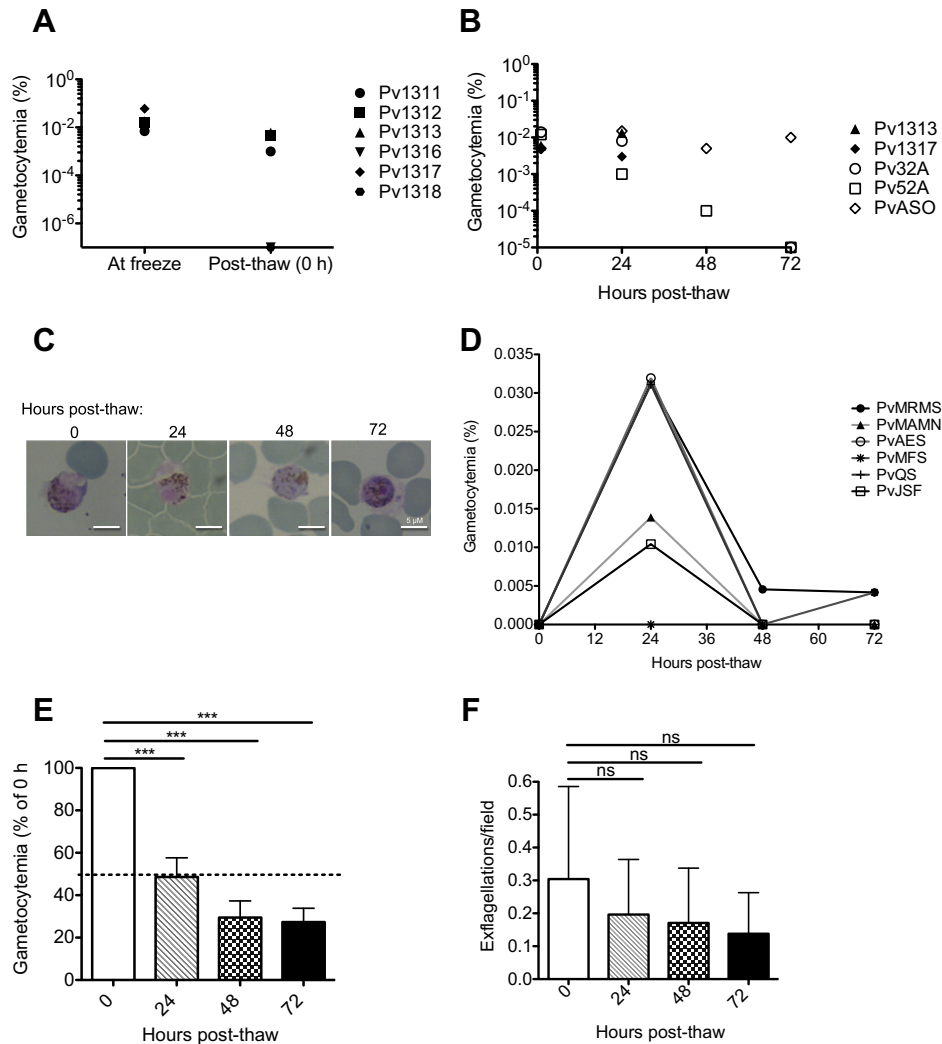 A
Gametocytemia (%)
10^0
10^-2
10^-4
10^-6
At freeze
Post-thaw (0 h)
Pv1311
Pv1312
Pv1313
Pv1316
Pv1317
Pv1318
B
Gametocytemia (%)
10^0
10^-1
10^-2
10^-3
10^-4
10^-5
0 24 48 72
Hours post-thaw
Pv1313
Pv1317
Pv32A
Pv52A
PvASO
C
Hours post-thaw:
0 24 48 72
5 µM
D
Gametocytemia (%)
0.035
0.030
0.025
0.020
0.015
0.010
0.005
0.000
0 12 24 36 48 60 72
Hours post-thaw
PvMRMS
PvMAMN
PvAES
PvMFS
PvQS
PvJSF
E
***
***
***
Gametocytemia (% of 0 h
100
80
60
40
20
0
0 24 48 72
Hours post-thaw
F
ns
ns
ns
Exflagellations/field
0.6
0.5
0.4
0.3
0.2
0.1
0.0
0 24 48 72
Hours post-thaw